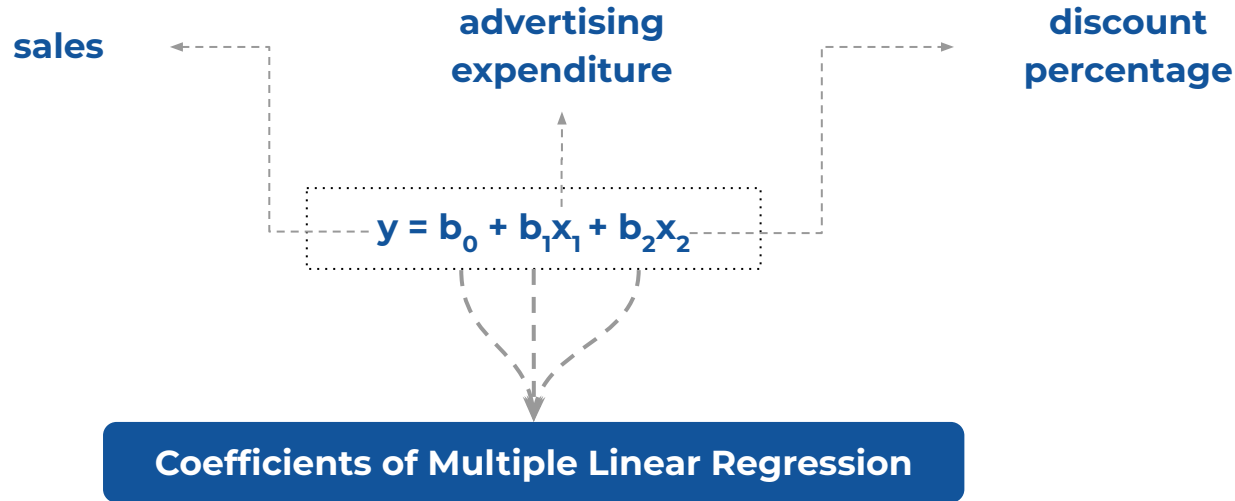 sales
advertising
expenditure
discount
percentage
y = b₀ + b₁x₁ + b₂x₂
Coefficients of Multiple Linear Regression